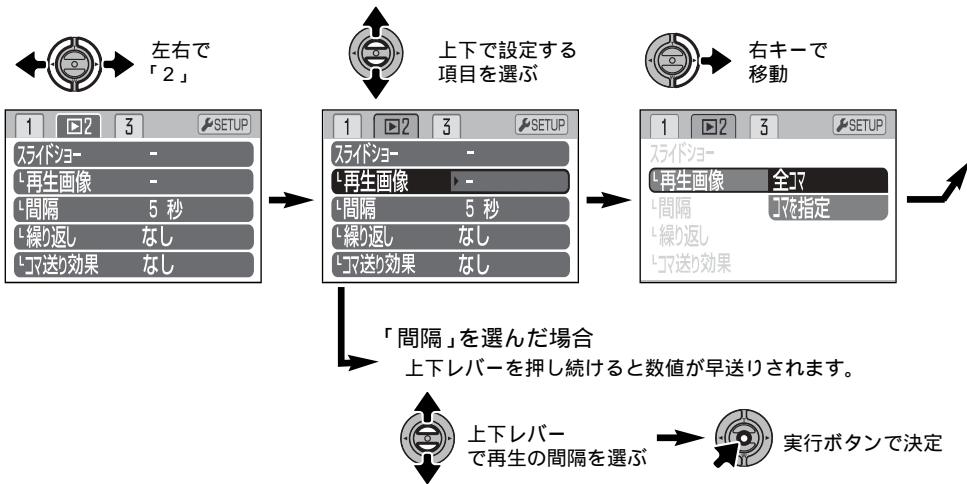 左右で
「2」
上下で設定する
項目を選ぶ
右キーで
移動
1 2 3 SETUP
スライドショー -
└再生画像 -
└間隔 5 秒
└繰り返し なし
└コマ送り効果 なし
1 2 3 SETUP
スライドショー -
└再生画像 -
└間隔 5 秒
└繰り返し なし
└コマ送り効果 なし
1 2 3 SETUP
スライドショー
└再生画像 全コマ
└間隔 コマを指定
└繰り返し
└コマ送り効果
「間隔」を選んだ場合
上下レバーを押し続けると数値が早送りされます。
上下レバー
で再生の間隔を選ぶ
実行ボタンで決定